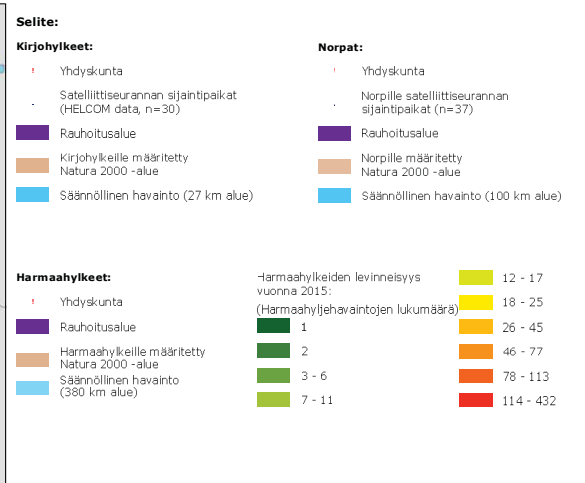 Selite:
Kirjohylkeet:
Yhdyskunta
Satelliittiseurannan sijaintipaikat
(HELCOM data, n=30)
Rauhoitusalue
Kirjohylkeille määritetty
Natura 2000 -alue
Säännöllinen havainto (27 km alue)
Norpat:
Yhdyskunta
Norpille satelliittiseurannan
sijaintipaikat (n=37)
Rauhoitusalue
Norpille määritetty
Natura 2000 -alue
Säännöllinen havainto (100 km alue)
Harmaahylkeet:
Yhdyskunta
Rauhoitusalue
Harmaahylkeille määritetty
Natura 2000 -alue
Säännöllinen havainto
(380 km alue)
Harmaahylkeiden levinneisyys
vuonna 2015:
(Harmaahyljehavaintojen lukumäärä)
1
2
3 - 6
7 - 11
12 - 17
18 - 25
26 - 45
46 - 77
78 - 113
114 - 432